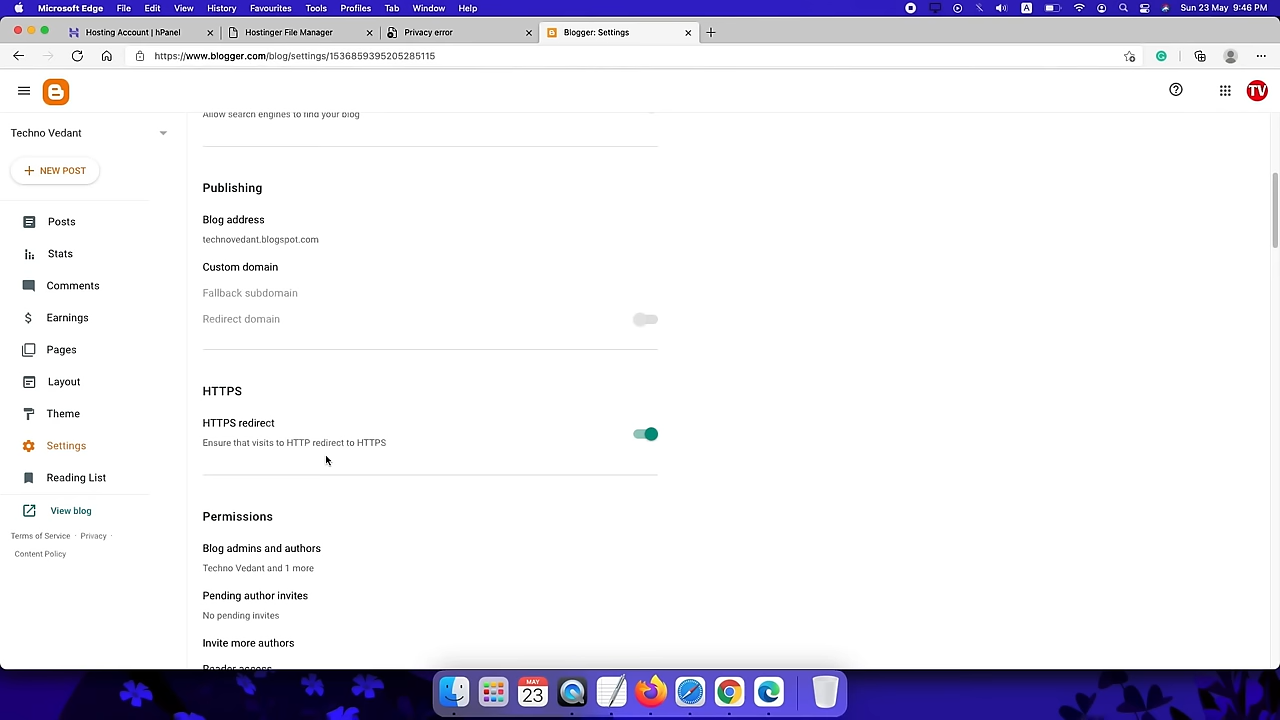 Microsoft Edge File Edit View History Favourites Tools Profiles Tab Window Help A Sun 23 May 9:46 PM
Hosting Account | hPanel Hostinger File Manager Privacy error Blogger: Settings
https://www.blogger.com/blog/settings/1536859395205285115
TV
Allow search engines to find your blog
Techno Vedant
NEW POST
Posts
Stats
Comments
Earnings
Pages
Layout
Theme
Settings
Reading List
View blog
Terms of Service · Privacy ·
Content Policy
Publishing
Blog address
technovedant.blogspot.com
Custom domain
Fallback subdomain
Redirect domain
HTTPS
HTTPS redirect
Ensure that visits to HTTP redirect to HTTPS
Permissions
Blog admins and authors
Techno Vedant and 1 more
Pending author invites
No pending invites
Invite more authors
Reader access
MAY
23